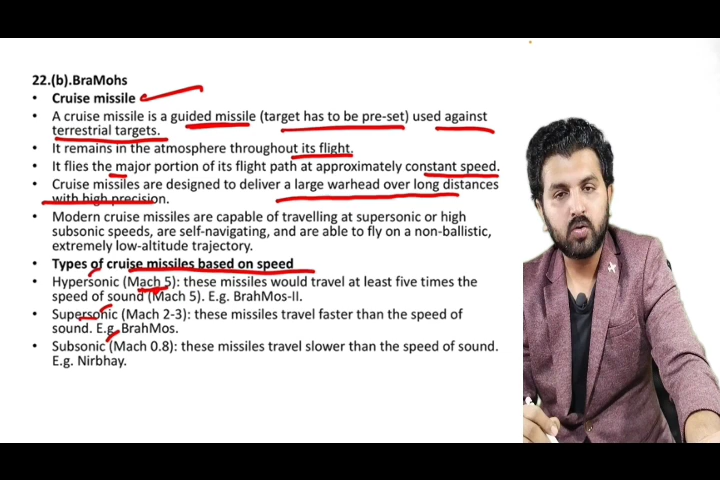 22.(b).BraMohs
• Cruise missile
• A cruise missile is a guided missile (target has to be pre-set) used against
terrestrial targets.
• It remains in the atmosphere throughout its flight.
• It flies the major portion of its flight path at approximately constant speed.
• Cruise missiles are designed to deliver a large warhead over long distances
with high precision.
• Modern cruise missiles are capable of travelling at supersonic or high
subsonic speeds, are self-navigating, and are able to fly on a non-ballistic,
extremely low-altitude trajectory.
• Types of cruise missiles based on speed
• Hypersonic (Mach 5): these missiles would travel at least five times the
speed of sound (Mach 5). E.g. BrahMos-II.
• Supersonic (Mach 2-3): these missiles travel faster than the speed of
sound. E.g. BrahMos.
• Subsonic (Mach 0.8): these missiles travel slower than the speed of sound.
E.g. Nirbhay.